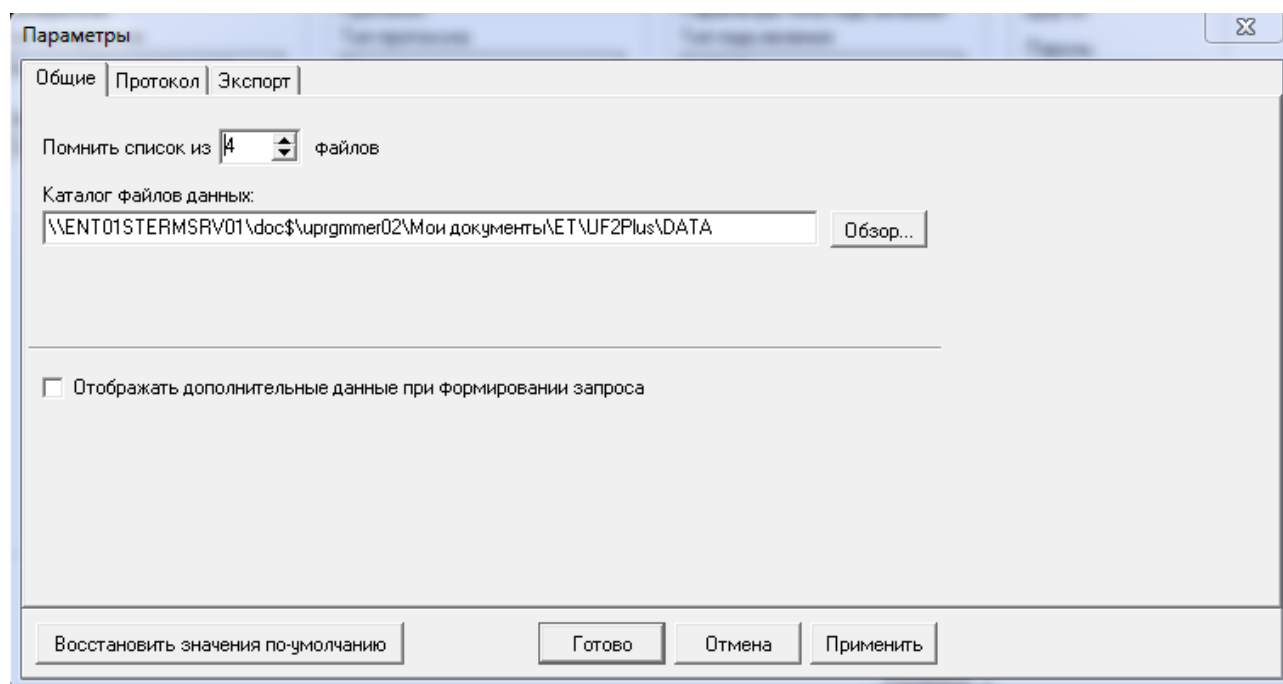 Параметры
Общие Протокол Экспорт
Помнить список из 4 файлов
Каталог файлов данных:
\\ENT01STERMSRV01\doc$\uprgmmer02\Мои документы\ET\UF2Plus\DATA Обзор...
Отображать дополнительные данные при формировании запроса
Восстановить значения по-умолчанию Готово Отмена Применить